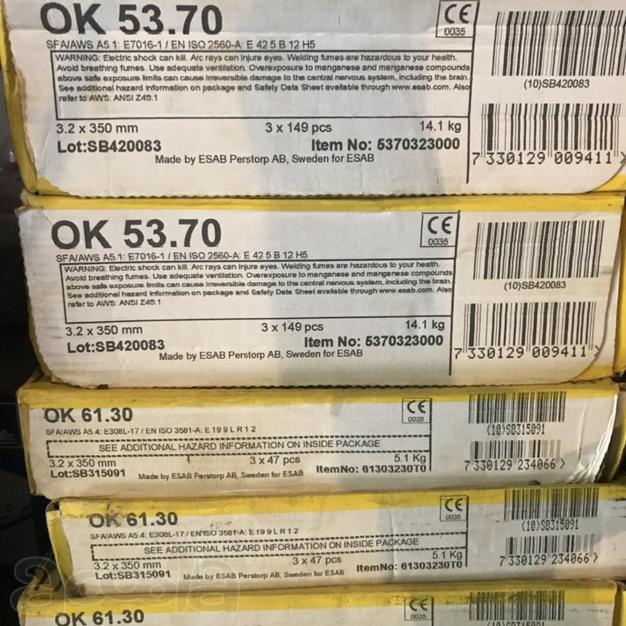 OK 53.70
CE
0035
SFA/AWS A5.1: E7016-1 / EN ISO 2560-A: E 42 5 B 12 H5
WARNING: Electric shock can kill. Arc rays can injure eyes. Welding fumes are hazardous to your health.
Avoid breathing fumes. Use adequate ventilation. Overexposure to manganese and manganese compounds
above safe exposure limits can cause irreversible damage to the central nervous system, including the brain.
See additional hazard information on package and Safety Data Sheet available through www.esab.com. Also
refer to AWS: ANSI Z49.1
(10)SB420083
3.2 x 350 mm 3 x 149 pcs 14.1 kg
Lot:SB420083 Item No: 5370323000
Made by ESAB Perstorp AB, Sweden for ESAB
7 330129 009411 >
OK 53.70
CE
0035
SFA/AWS A5.1: E7016-1 / EN ISO 2560-A: E 42 5 B 12 H5
WARNING: Electric shock can kill. Arc rays can injure eyes. Welding fumes are hazardous to your health.
Avoid breathing fumes. Use adequate ventilation. Overexposure to manganese and manganese compounds
above safe exposure limits can cause irreversible damage to the central nervous system, including the brain.
See additional hazard information on package and Safety Data Sheet available through www.esab.com. Also
refer to AWS: ANSI Z49.1
(10)SB420083
3.2 x 350 mm 3 x 149 pcs 14.1 kg
Lot:SB420083 Item No: 5370323000
Made by ESAB Perstorp AB, Sweden for ESAB
7 330129 009411 >
OK 61.30
CE
0035
SFA/AWS A5.4: E308L-17 / EN ISO 3581-A: E 19 9 L R 1 2
(10)SB315091
SEE ADDITIONAL HAZARD INFORMATION ON INSIDE PACKAGE
3.2 x 350 mm 3 x 47 pcs 5.1 Kg
Lot:SB315091 Made by ESAB Perstorp AB, Sweden for ESAB ItemNo: 61303230T0
7 330129 234066 >
OK 61.30
CE
0035
SFA/AWS A5.4: E308L-17 / EN ISO 3581-A: E 19 9 L R 1 2
(10)SB315091
SEE ADDITIONAL HAZARD INFORMATION ON INSIDE PACKAGE
3.2 x 350 mm 3 x 47 pcs 5.1 Kg
Lot:SB315091 Made by ESAB Perstorp AB, Sweden for ESAB ItemNo: 61303230T0
7 330129 234066 >
OK 61.30
CE
0035
(10)SB315091